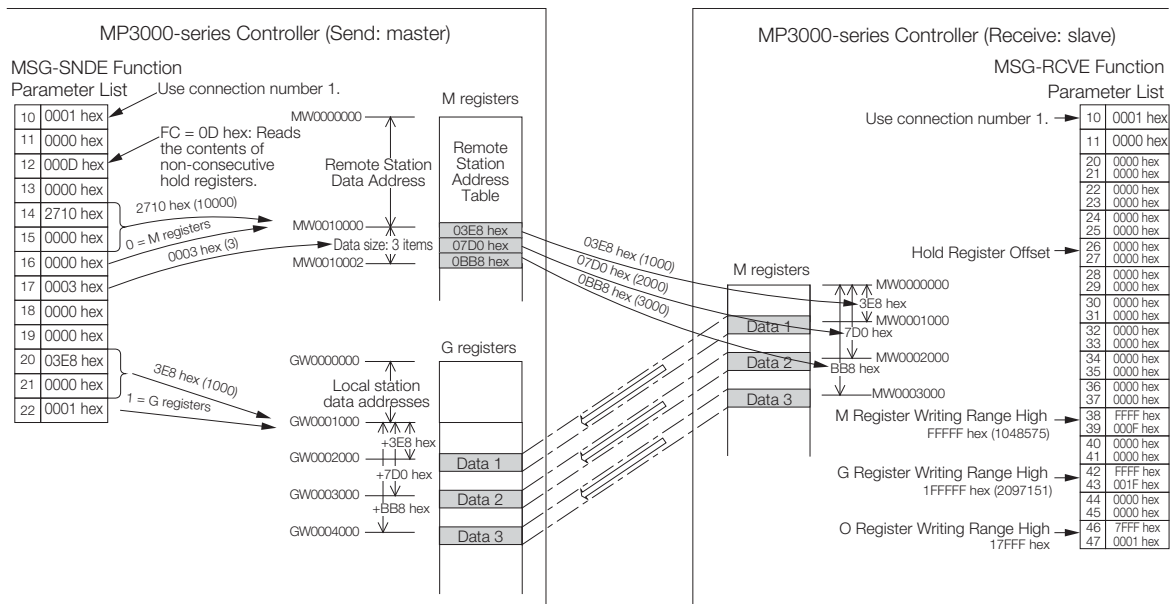 MP3000-series Controller (Send: master)
MSG-SNDE Function
Parameter List
Use connection number 1.
10 0001 hex
11 0000 hex
12 000D hex
13 0000 hex
14 2710 hex
15 0000 hex
16 0000 hex
17 0003 hex
18 0000 hex
19 0000 hex
20 03E8 hex
21 0000 hex
22 0001 hex
FC = 0D hex: Reads
the contents of
non-consecutive
hold registers.
2710 hex (10000)
0 = M registers
0003 hex (3)
3E8 hex (1000)
1 = G registers
M registers
MW0000000
Remote Station
Data Address
Remote
Station
Address
Table
MW0010000
Data size: 3 items
MW0010002
03E8 hex
07D0 hex
0BB8 hex
G registers
GW0000000
Local station
data addresses
GW0001000
+3E8 hex
GW0002000
+7D0 hex
GW0003000
+BB8 hex
GW0004000
Data 1
Data 2
Data 3
03E8 hex (1000)
07D0 hex (2000)
0BB8 hex (3000)
MP3000-series Controller (Receive: slave)
MSG-RCVE Function
Parameter List
Use connection number 1.
M registers
MW0000000
3E8 hex
MW0001000
7D0 hex
MW0002000
BB8 hex
MW0003000
Data 1
Data 2
Data 3
Hold Register Offset
M Register Writing Range High
FFFFF hex (1048575)
G Register Writing Range High
1FFFFF hex (2097151)
O Register Writing Range High
17FFF hex
10 0001 hex
11 0000 hex
20 0000 hex
21 0000 hex
22 0000 hex
23 0000 hex
24 0000 hex
25 0000 hex
26 0000 hex
27 0000 hex
28 0000 hex
29 0000 hex
30 0000 hex
31 0000 hex
32 0000 hex
33 0000 hex
34 0000 hex
35 0000 hex
36 0000 hex
37 0000 hex
38 FFFF hex
39 000F hex
40 0000 hex
41 0000 hex
42 FFFF hex
43 001F hex
44 0000 hex
45 0000 hex
46 7FFF hex
47 0001 hex